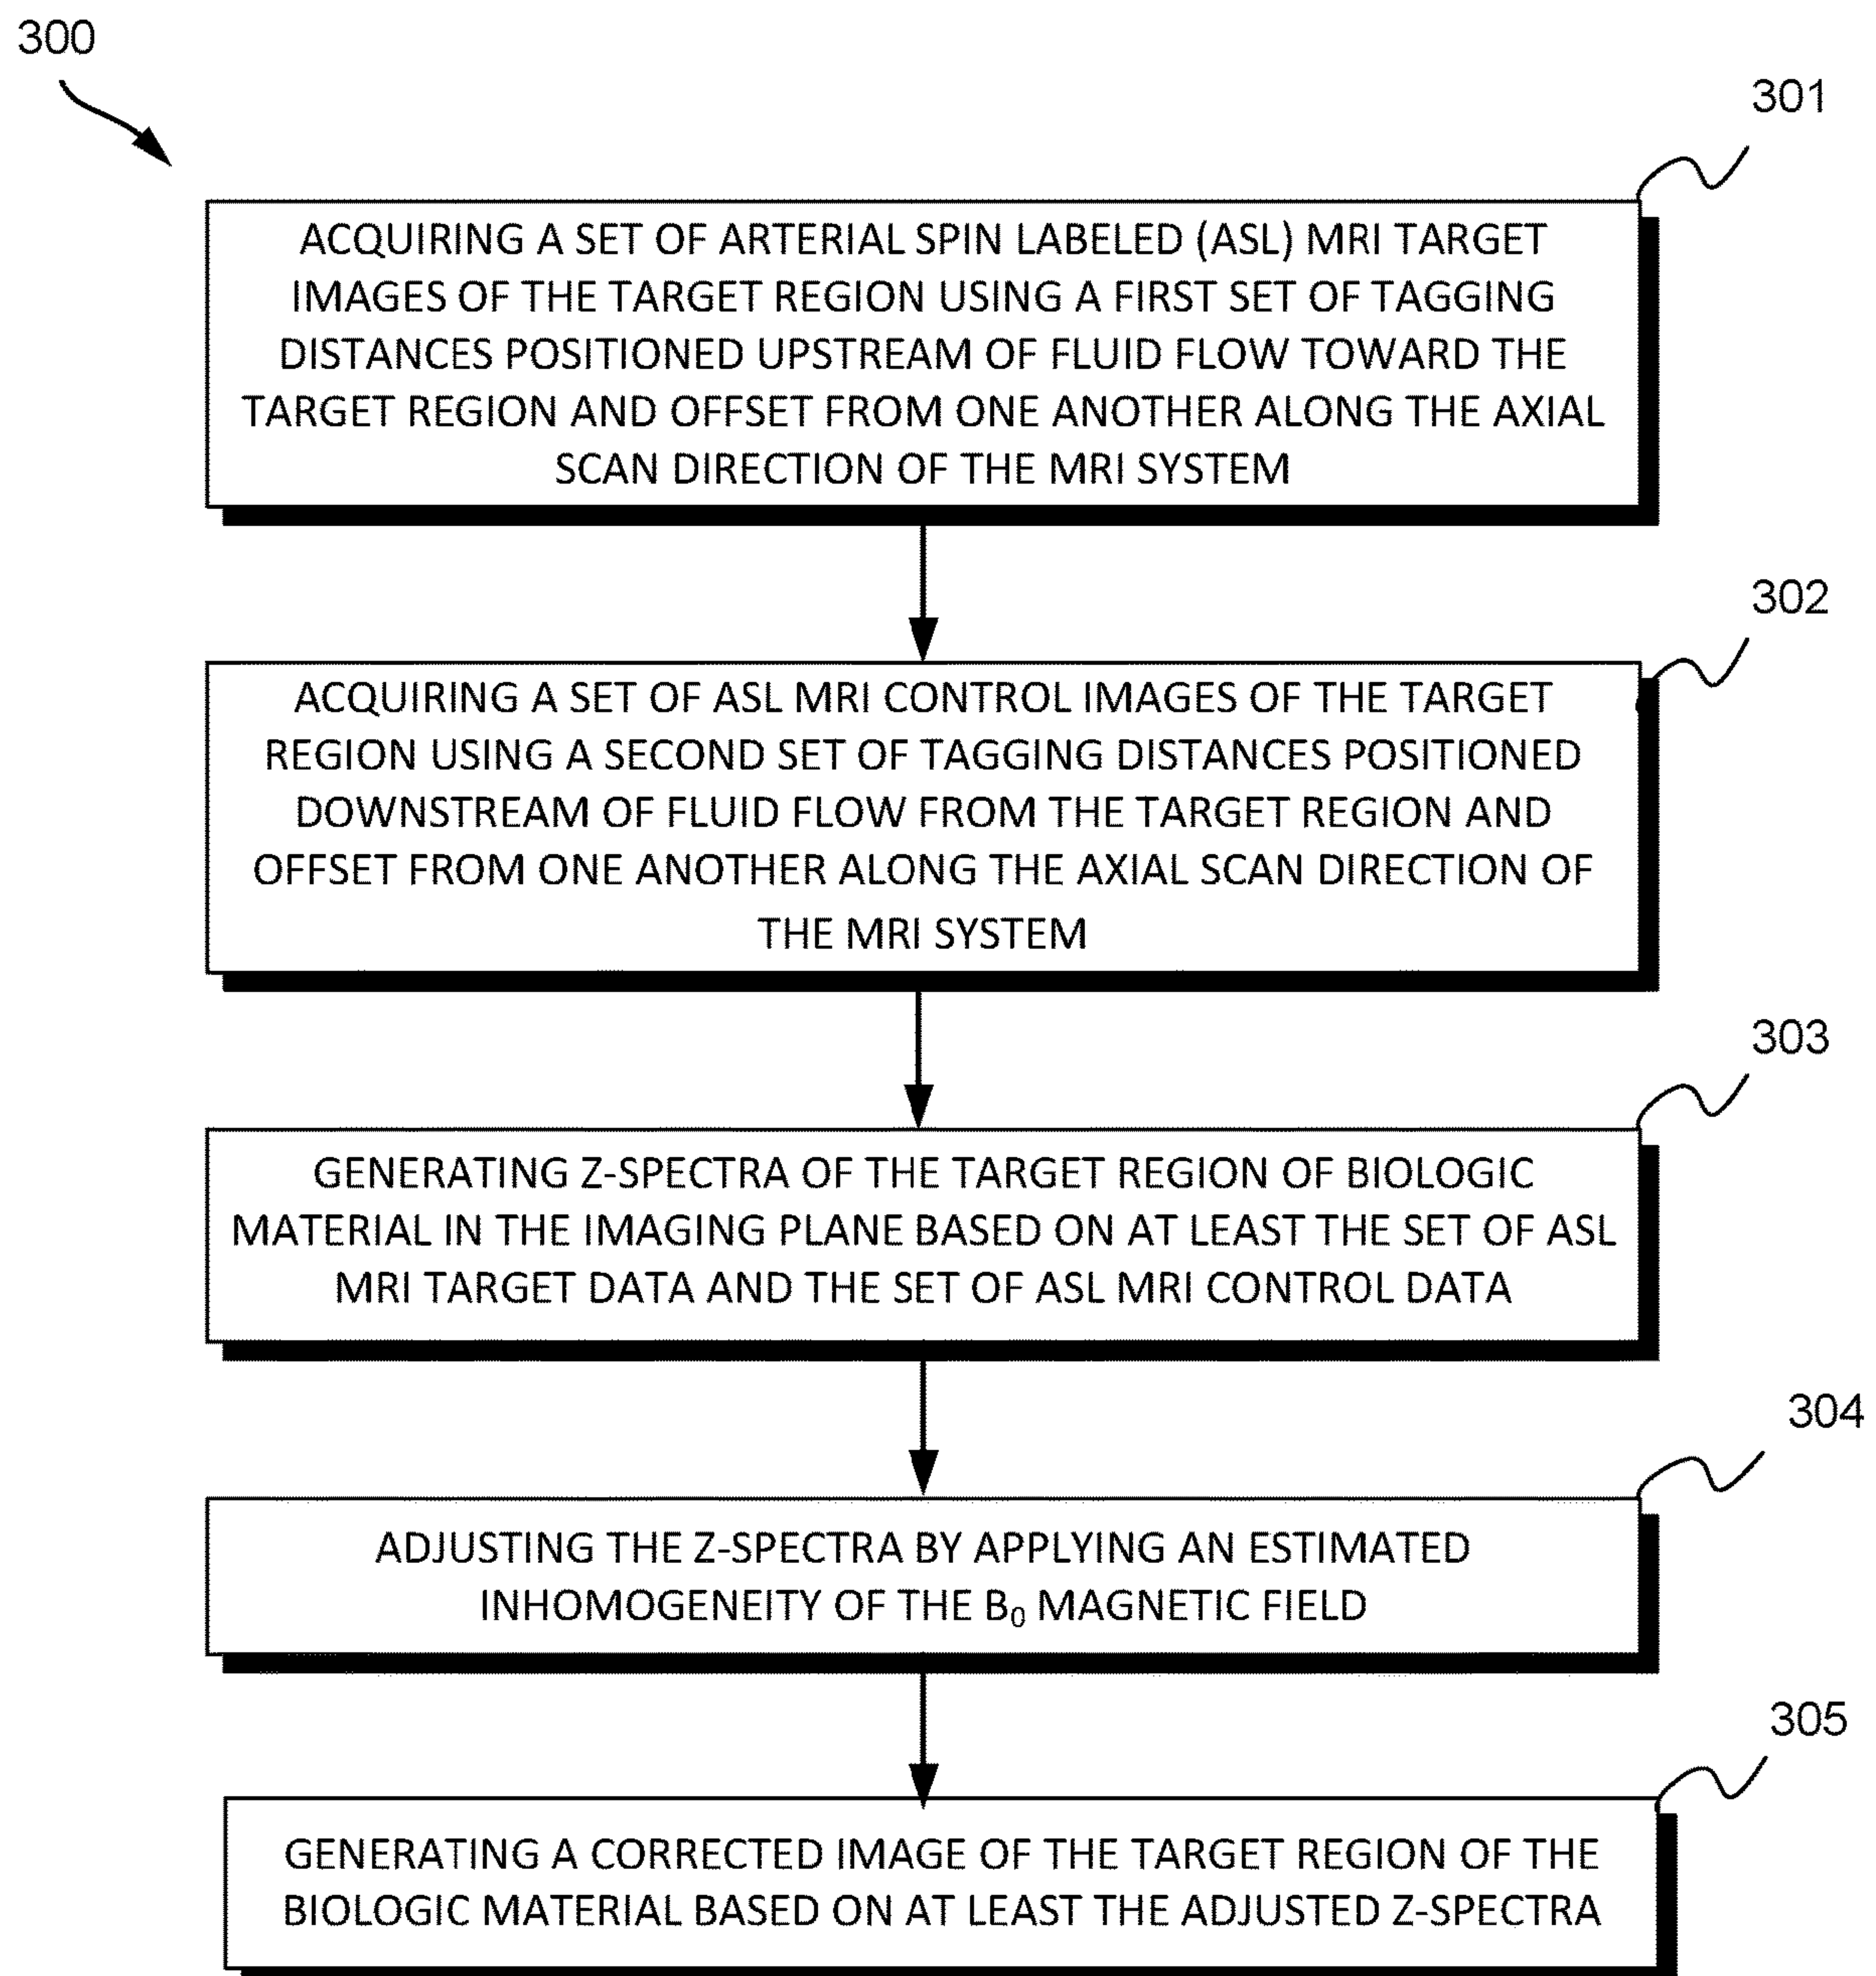 300
301
ACQUIRING A SET OF ARTERIAL SPIN LABELED (ASL) MRI TARGET
IMAGES OF THE TARGET REGION USING A FIRST SET OF TAGGING
DISTANCES POSITIONED UPSTREAM OF FLUID FLOW TOWARD THE
TARGET REGION AND OFFSET FROM ONE ANOTHER ALONG THE AXIAL
SCAN DIRECTION OF THE MRI SYSTEM
302
ACQUIRING A SET OF ASL MRI CONTROL IMAGES OF THE TARGET
REGION USING A SECOND SET OF TAGGING DISTANCES POSITIONED
DOWNSTREAM OF FLUID FLOW FROM THE TARGET REGION AND
OFFSET FROM ONE ANOTHER ALONG THE AXIAL SCAN DIRECTION OF
THE MRI SYSTEM
303
GENERATING Z-SPECTRA OF THE TARGET REGION OF BIOLOGIC
MATERIAL IN THE IMAGING PLANE BASED ON AT LEAST THE SET OF ASL
MRI TARGET DATA AND THE SET OF ASL MRI CONTROL DATA
304
ADJUSTING THE Z-SPECTRA BY APPLYING AN ESTIMATED
INHOMOGENEITY OF THE B₀ MAGNETIC FIELD
305
GENERATING A CORRECTED IMAGE OF THE TARGET REGION OF THE
BIOLOGIC MATERIAL BASED ON AT LEAST THE ADJUSTED Z-SPECTRA